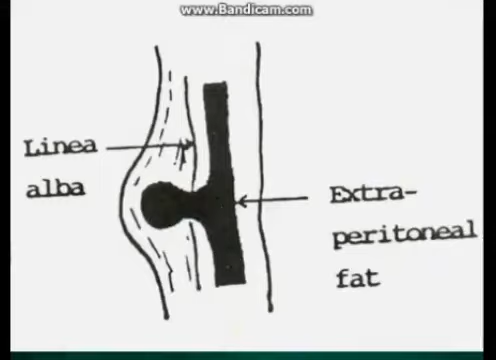 www.Bandicam.com
Linea
alba
Extra-
peritoneal
fat